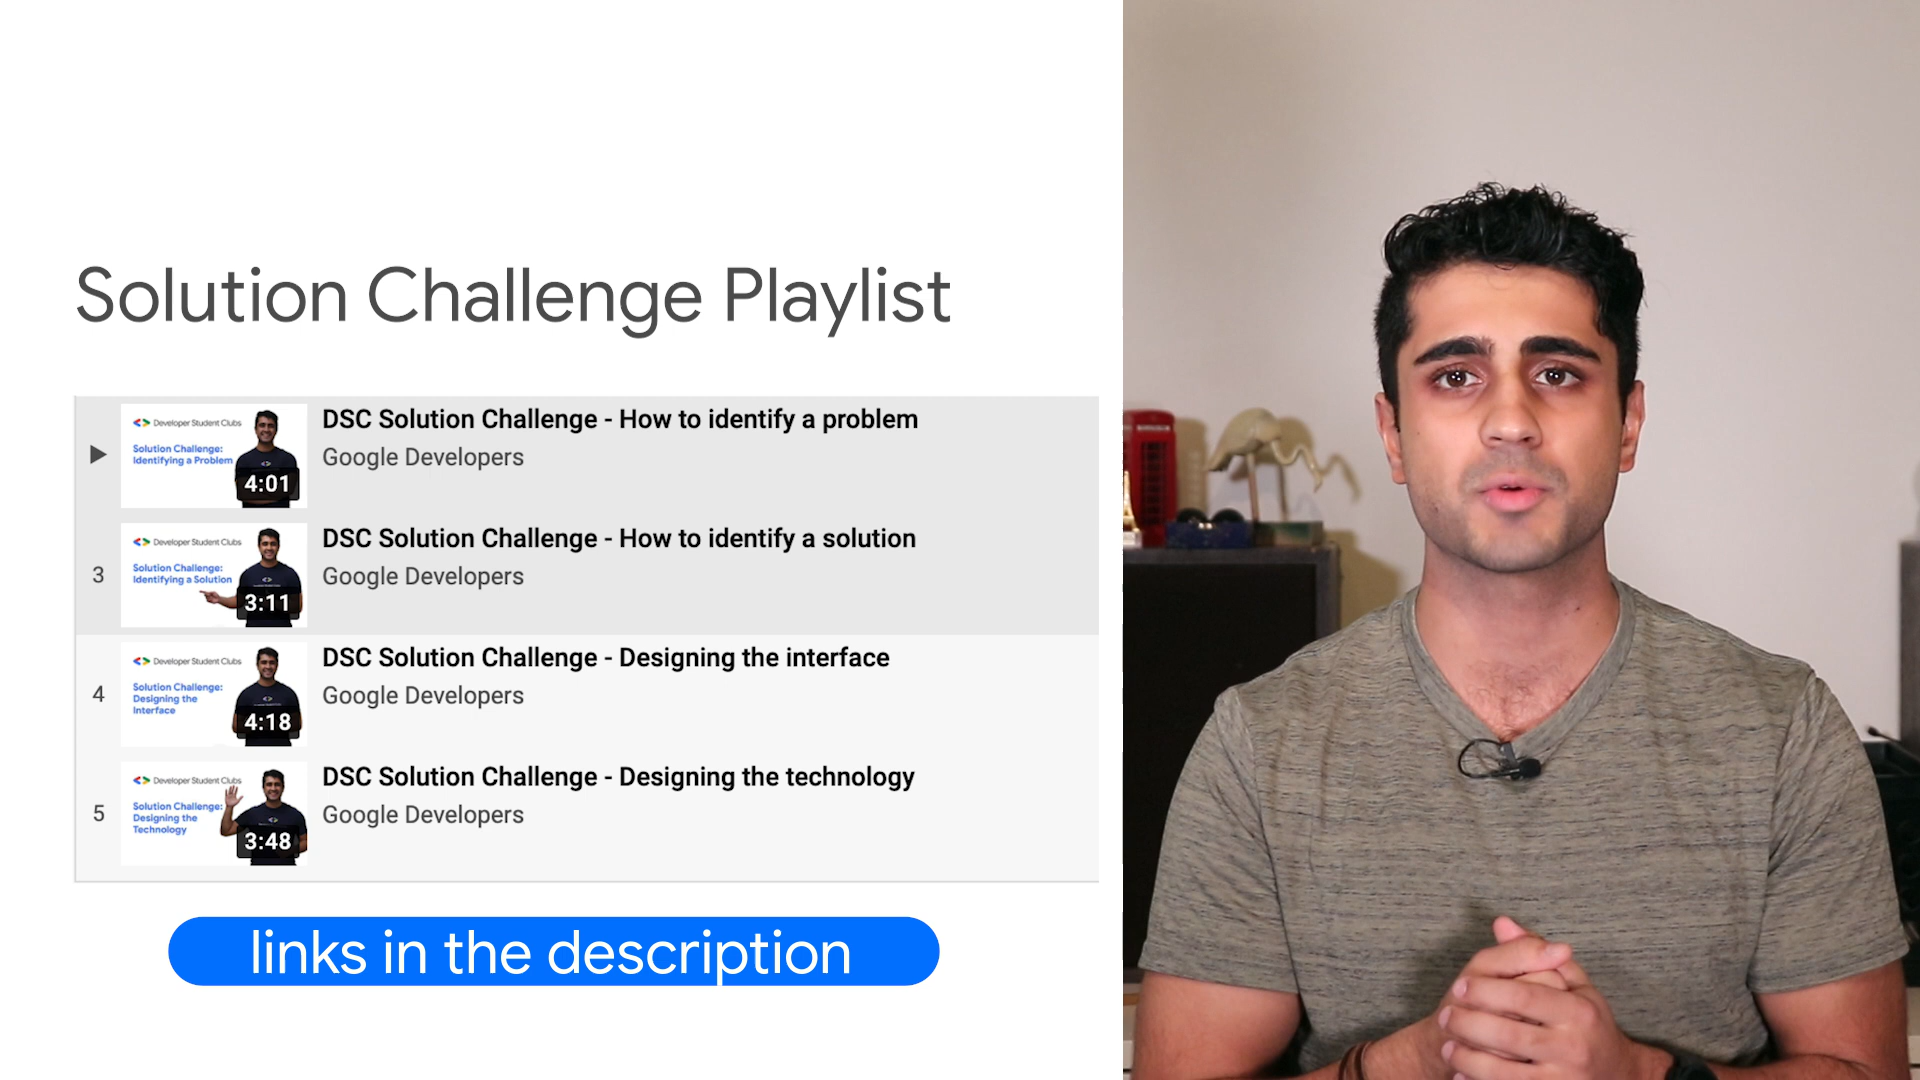 Solution Challenge Playlist
Developer Student Clubs
Solution Challenge:
Identifying a Problem
4:01
DSC Solution Challenge - How to identify a problem
Google Developers
3
Developer Student Clubs
Solution Challenge:
Identifying a Solution
3:11
DSC Solution Challenge - How to identify a solution
Google Developers
4
Developer Student Clubs
Solution Challenge:
Designing the
Interface
4:18
DSC Solution Challenge - Designing the interface
Google Developers
5
Developer Student Clubs
Solution Challenge:
Designing the
Technology
3:48
DSC Solution Challenge - Designing the technology
Google Developers
links in the description